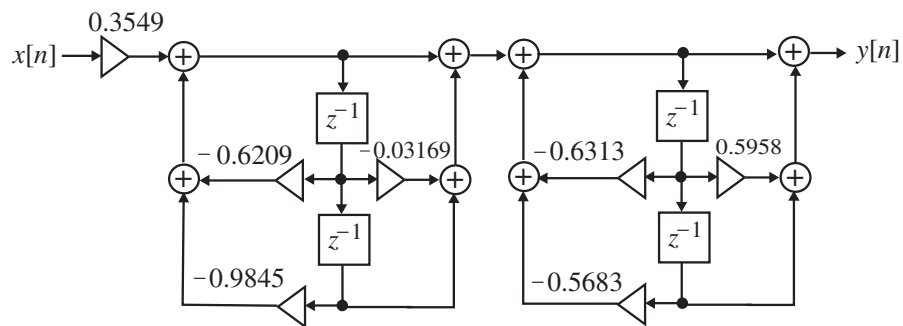 0.3549
x[n]
y[n]
+
+
+
+
z⁻¹
z⁻¹
−0.6209
−0.03169
−0.6313
0.5958
+
+
+
+
z⁻¹
z⁻¹
−0.9845
−0.5683